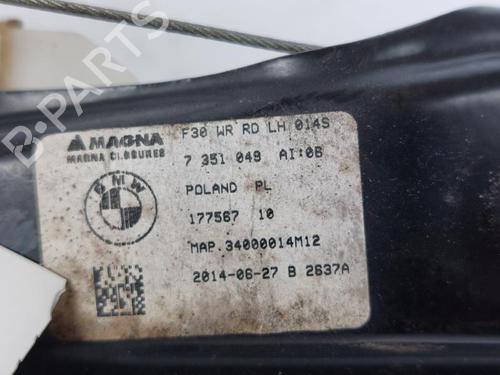 B-PARTS
MAGNA
MAGNA CLOSURES
BMW
F30 WR RD LH 014S
7 351 049 AI:0B
POLAND PL
177567 10
MAP.34000014M12
2014-06-27 B 2637A